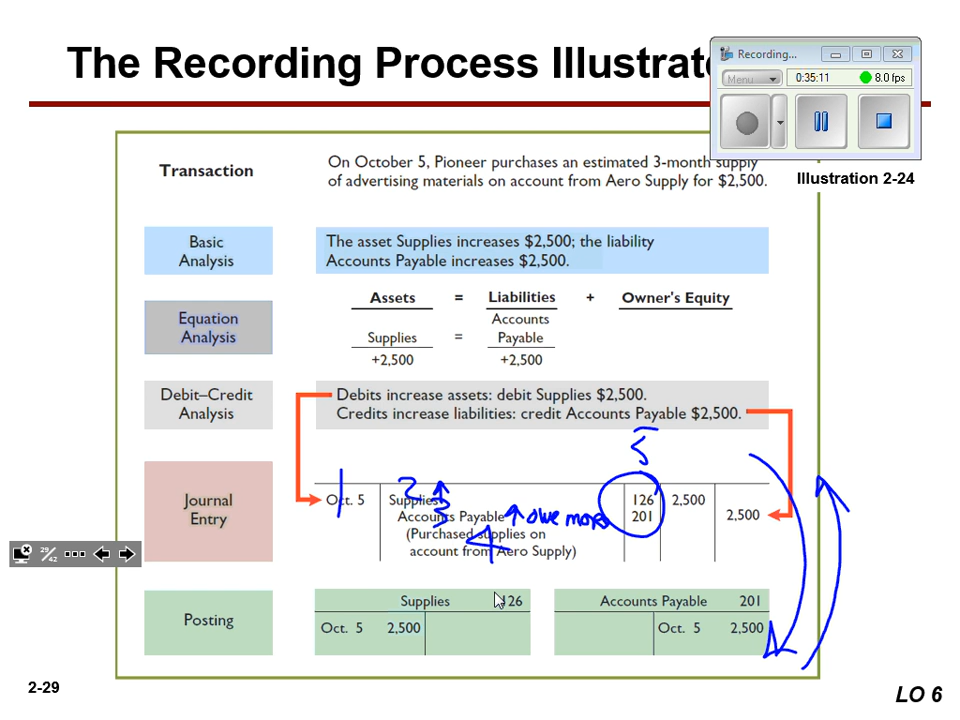 The Recording Process Illustrate
Recording...
Menu
0:35:11
8.0 fps
Illustration 2-24
Transaction
On October 5, Pioneer purchases an estimated 3-month supply
of advertising materials on account from Aero Supply for $2,500.
Basic
Analysis
The asset Supplies increases $2,500; the liability
Accounts Payable increases $2,500.
Equation
Analysis
Assets = Liabilities + Owner's Equity
Accounts
Supplies = Payable
+2,500 +2,500
Debit–Credit
Analysis
Debits increase assets: debit Supplies $2,500.
Credits increase liabilities: credit Accounts Payable $2,500.
5
Journal
Entry
1
2
3
4
Oct. 5 Supplies 126 2,500
Accounts Payable owe more 201 2,500
(Purchased supplies on
account from Aero Supply)
29/42
Posting
Supplies 126
Oct. 5 2,500
Accounts Payable 201
Oct. 5 2,500
2-29
LO 6